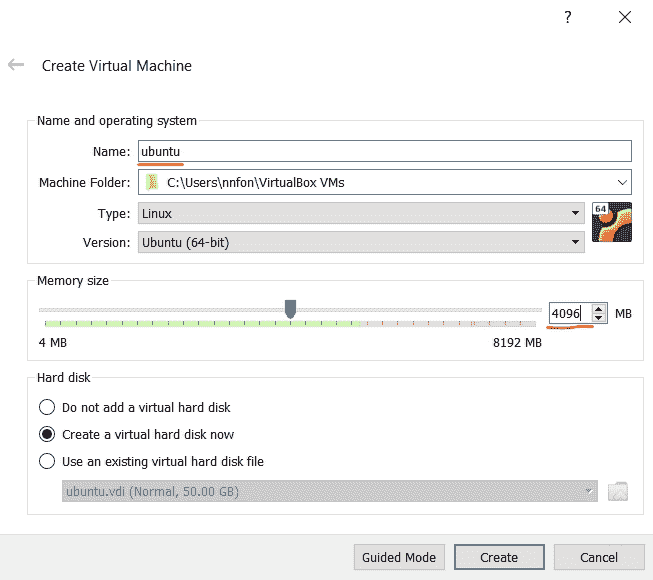 ?
Create Virtual Machine
Name and operating system
Name: ubuntu
Machine Folder: C:\Users\nnfon\VirtualBox VMs
Type: Linux 64
Version: Ubuntu (64-bit)
Memory size
4096 MB
4 MB 8192 MB
Hard disk
Do not add a virtual hard disk
Create a virtual hard disk now
Use an existing virtual hard disk file
ubuntu.vdi (Normal, 50.00 GB)
Guided Mode Create Cancel